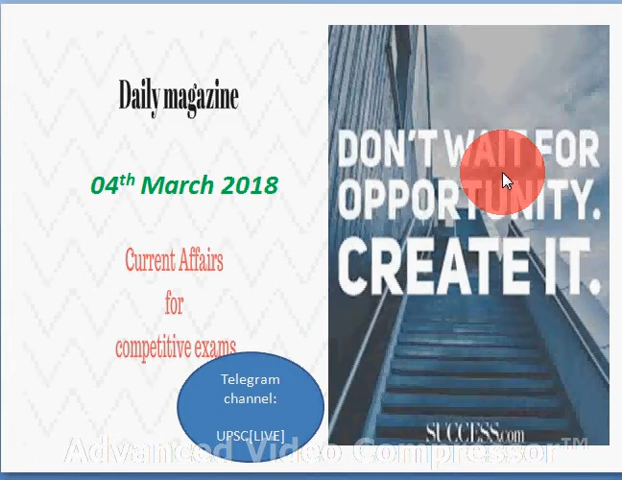 Daily magazine
04th March 2018
Current Affairs
for
competitive exams
Telegram
channel:
UPSC[LIVE]
DON'T WAIT FOR
OPPORTUNITY.
CREATE IT.
SUCCESS.com
Advanced Video Compressor™